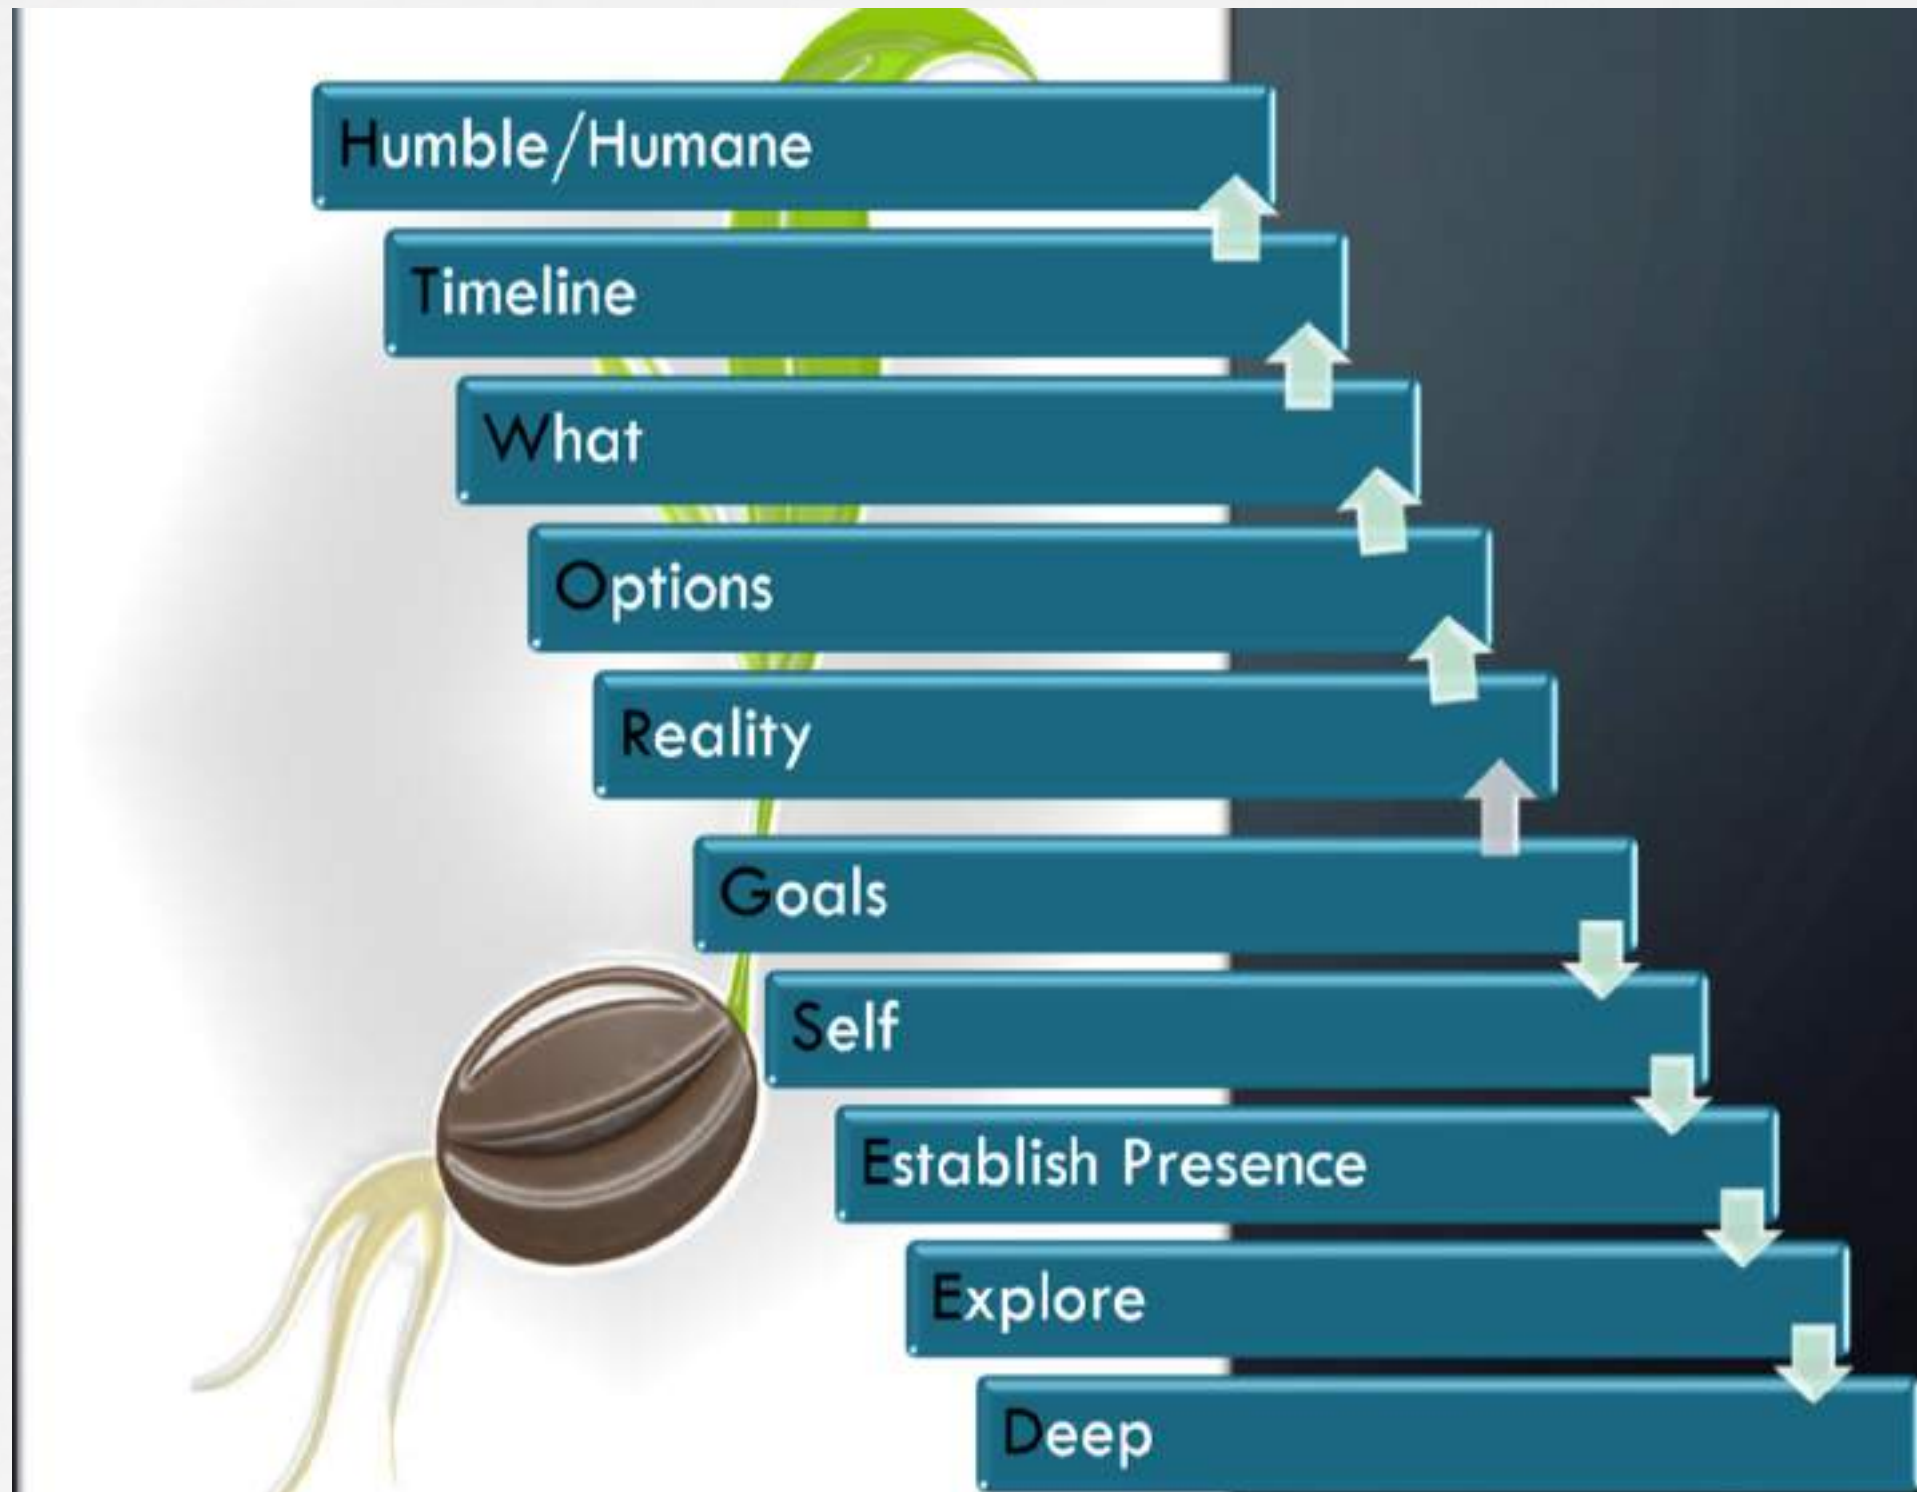 Humble/Humane
Timeline
What
Options
Reality
Goals
Self
Establish Presence
Explore
Deep